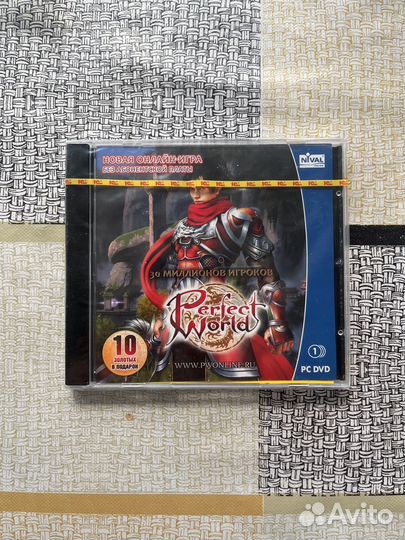 НОВАЯ ОНЛАЙН-ИГРА
БЕЗ АБОНЕНТСКОЙ ПЛАТЫ
NIVAL
30 МИЛЛИОНОВ ИГРОКОВ
Perfect
World
10
ЗОЛОТЫХ
В ПОДАРОК
WWW.PWONLINE.RU
1
PC DVD
Avito